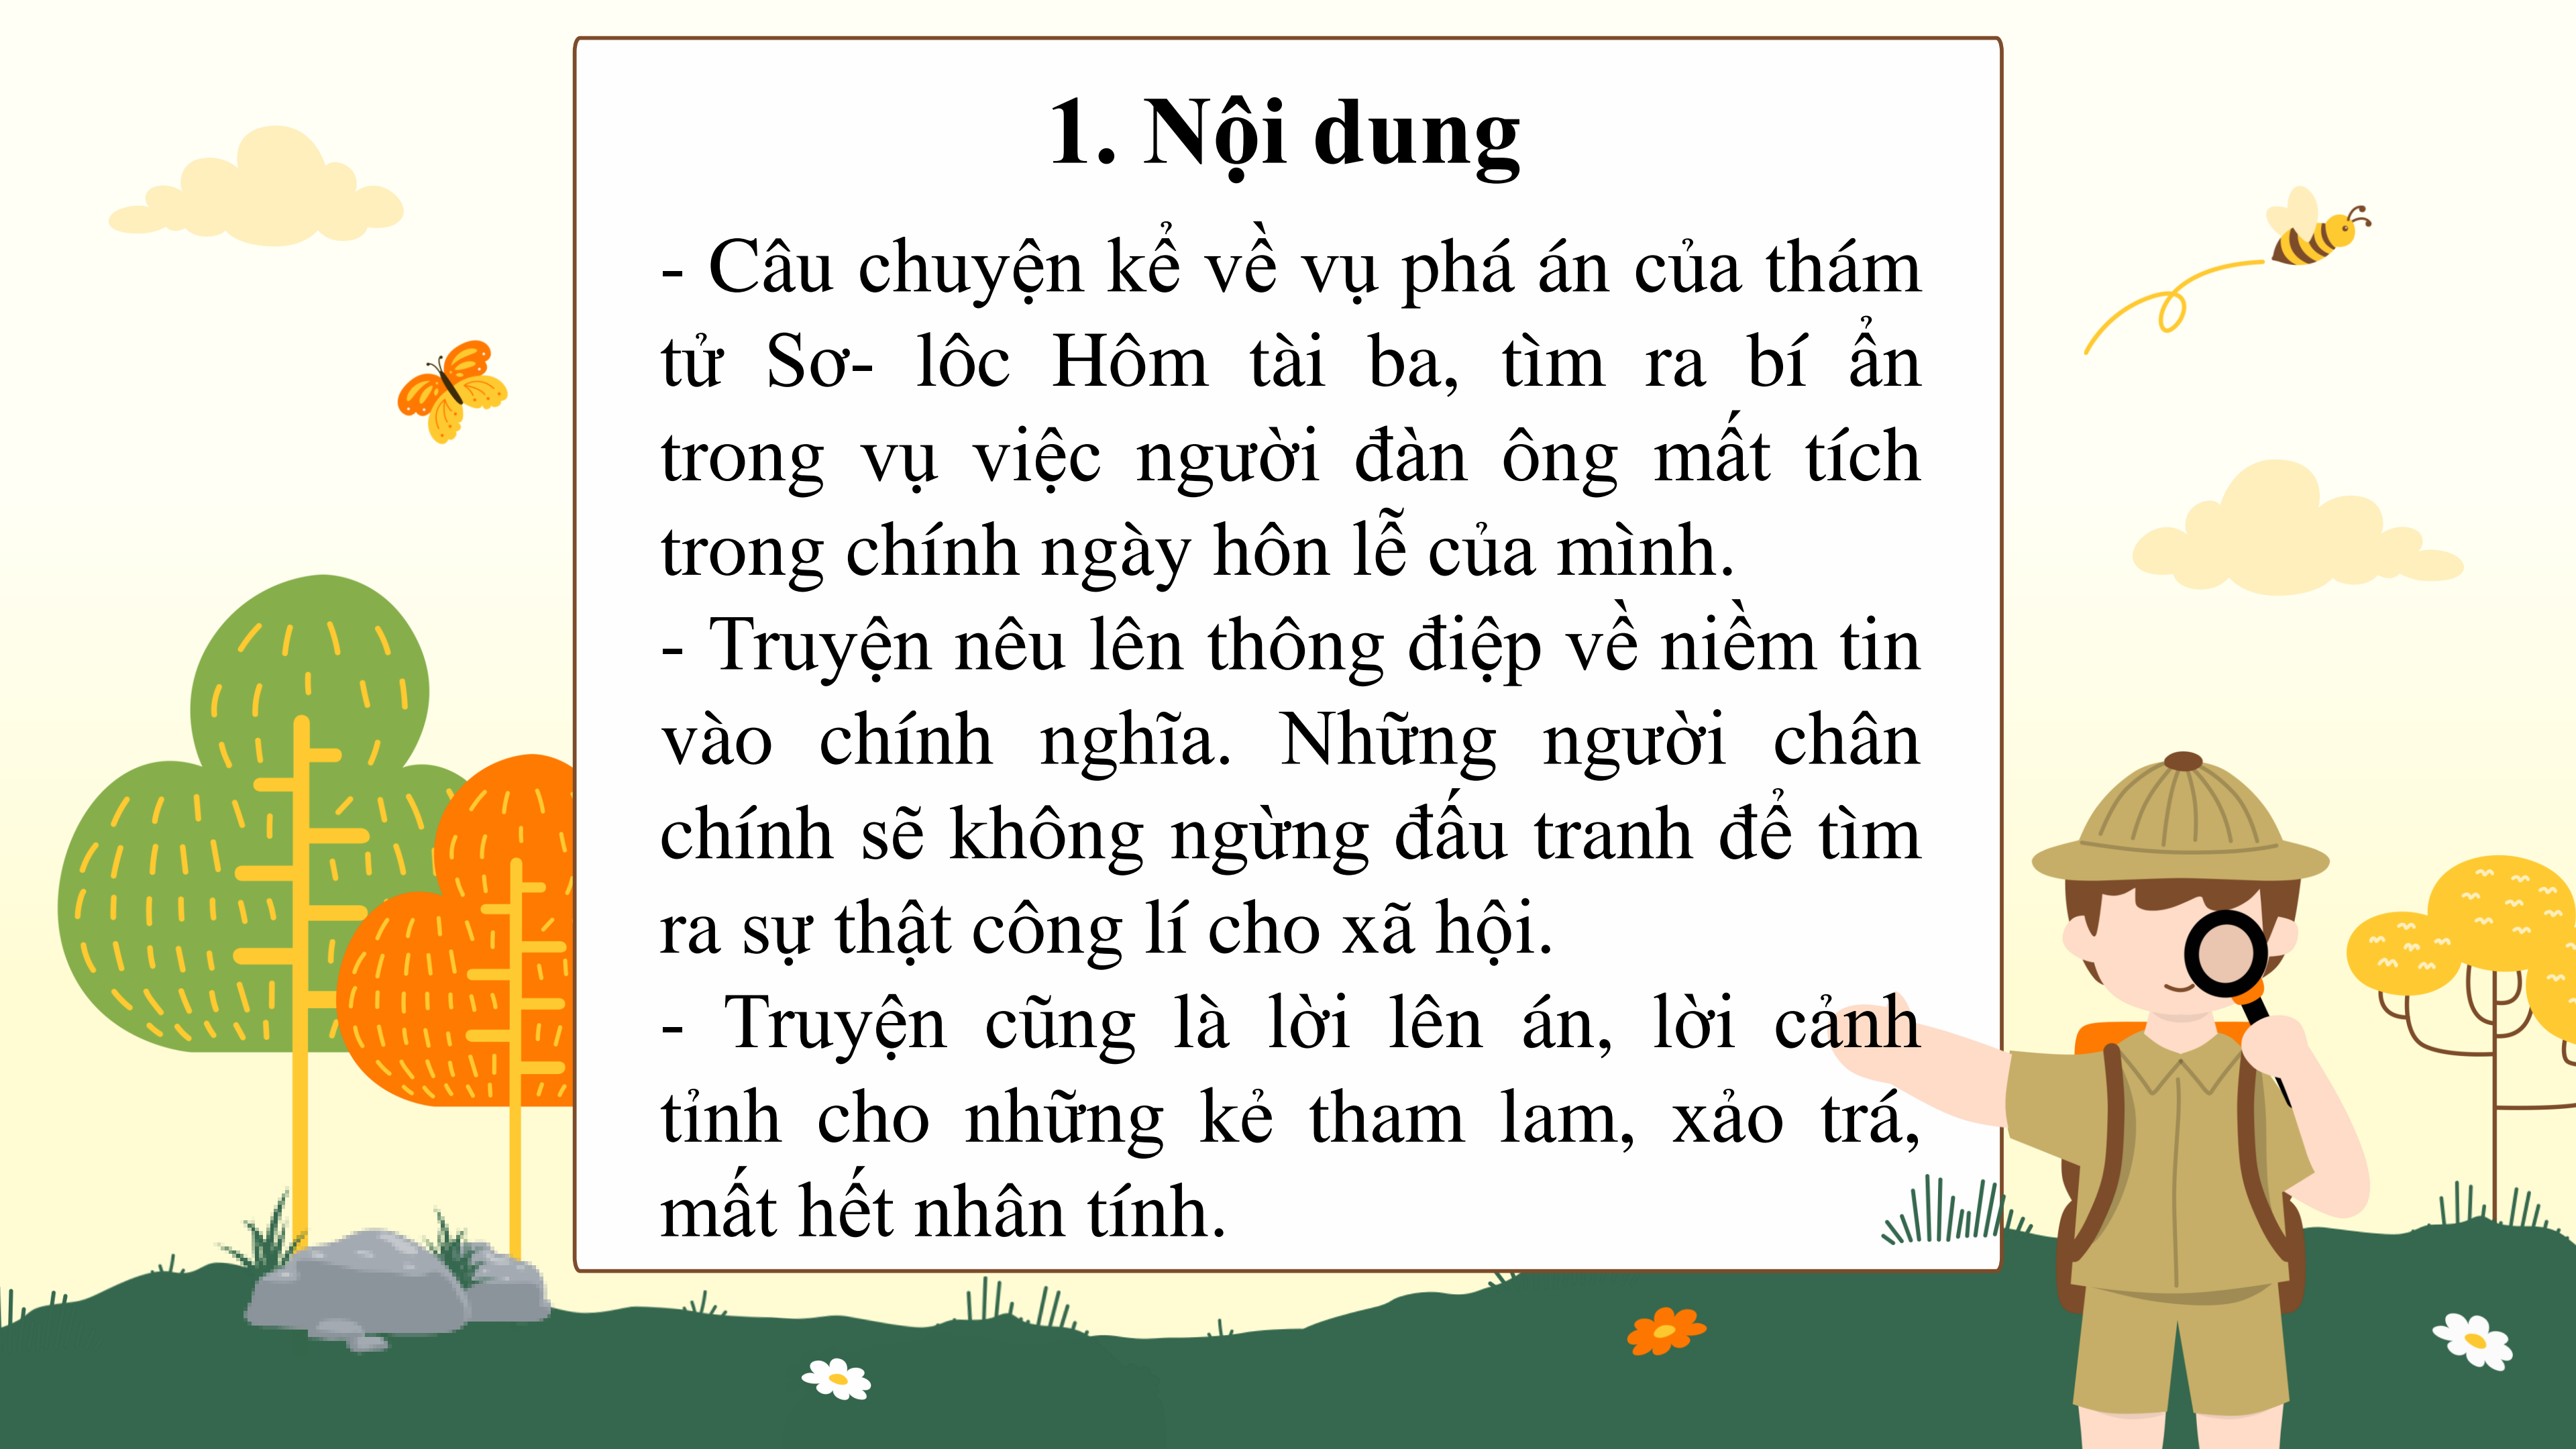 1. Nội dung
- Câu chuyện kể về vụ phá án của thám
tử Sơ- lôc Hôm tài ba, tìm ra bí ẩn
trong vụ việc người đàn ông mất tích
trong chính ngày hôn lễ của mình.
- Truyện nêu lên thông điệp về niềm tin
vào chính nghĩa. Những người chân
chính sẽ không ngừng đấu tranh để tìm
ra sự thật công lí cho xã hội.
- Truyện cũng là lời lên án, lời cảnh
tỉnh cho những kẻ tham lam, xảo trá,
mất hết nhân tính.